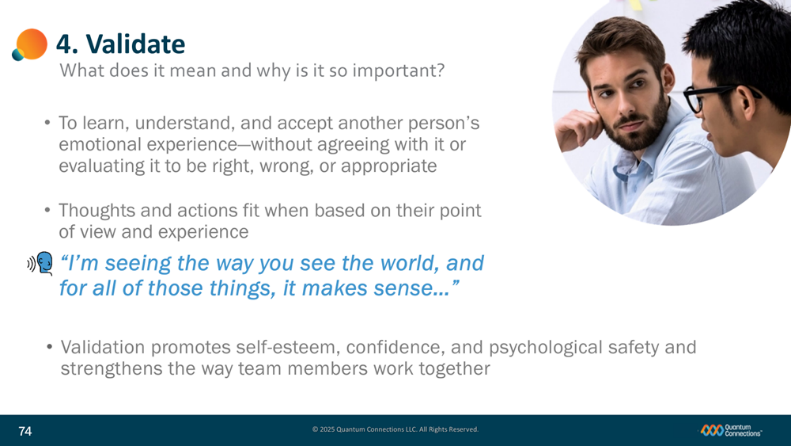 4. Validate
What does it mean and why is it so important?
• To learn, understand, and accept another person's
emotional experience—without agreeing with it or
evaluating it to be right, wrong, or appropriate
• Thoughts and actions fit when based on their point
of view and experience
“I'm seeing the way you see the world, and
for all of those things, it makes sense...”
• Validation promotes self-esteem, confidence, and psychological safety and
strengthens the way team members work together
74
© 2025 Quantum Connections LLC. All Rights Reserved.
Quantum
Connections™